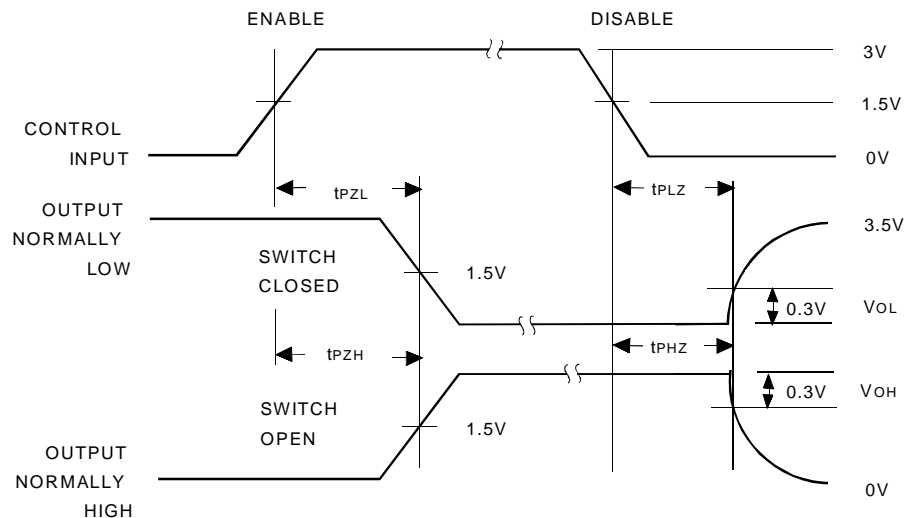 ENABLE
DISABLE
3V
1.5V
CONTROL
INPUT
0V
tPZL
tPLZ
OUTPUT
NORMALLY
LOW
3.5V
SWITCH
CLOSED
1.5V
0.3V
VOL
tPZH
tPHZ
SWITCH
OPEN
1.5V
0.3V
VOH
OUTPUT
NORMALLY
HIGH
0V